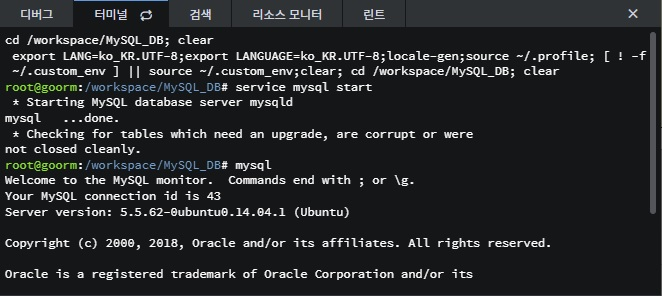 디버그 터미널 검색 리소스 모니터 린트
cd /workspace/MySQL_DB; clear
export LANG=ko_KR.UTF-8;export LANGUAGE=ko_KR.UTF-8;locale-gen;source ~/.profile; [ ! -f
~/.custom_env ] || source ~/.custom_env;clear; cd /workspace/MySQL_DB; clear
root@goorm:/workspace/MySQL_DB# service mysql start
* Starting MySQL database server mysqld
mysql   ...done.
* Checking for tables which need an upgrade, are corrupt or were
not closed cleanly.
root@goorm:/workspace/MySQL_DB# mysql
Welcome to the MySQL monitor.  Commands end with ; or \g.
Your MySQL connection id is 43
Server version: 5.5.62-0ubuntu0.14.04.1 (Ubuntu)
Copyright (c) 2000, 2018, Oracle and/or its affiliates. All rights reserved.
Oracle is a registered trademark of Oracle Corporation and/or its